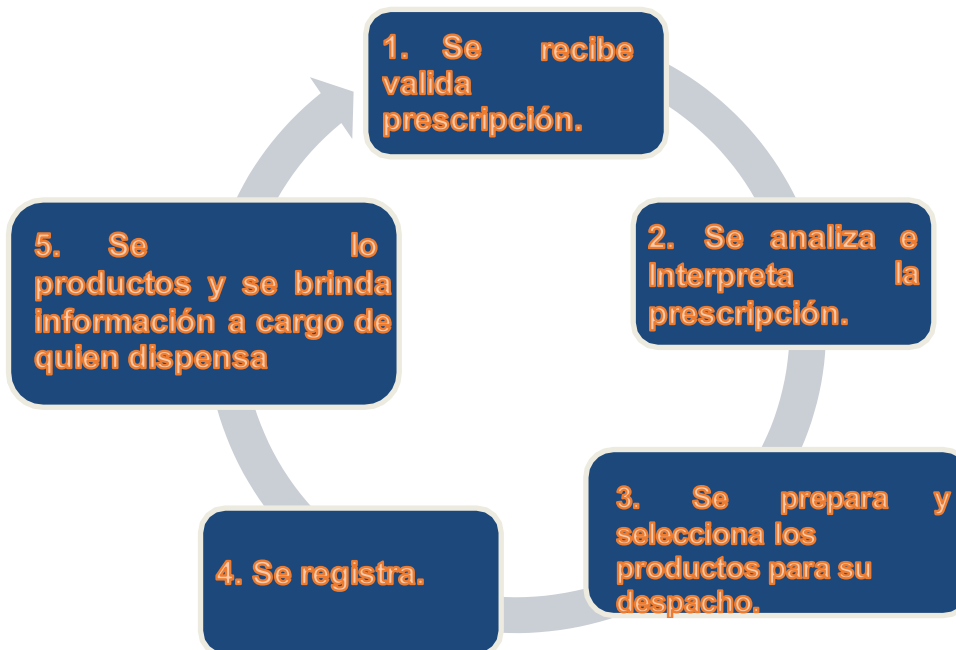 1. Se recibe
valida
prescripción.
2. Se analiza e
Interpreta la
prescripción.
3. Se prepara y
selecciona los
productos para su
despacho.
4. Se registra.
5. Se lo
productos y se brinda
información a cargo de
quien dispensa